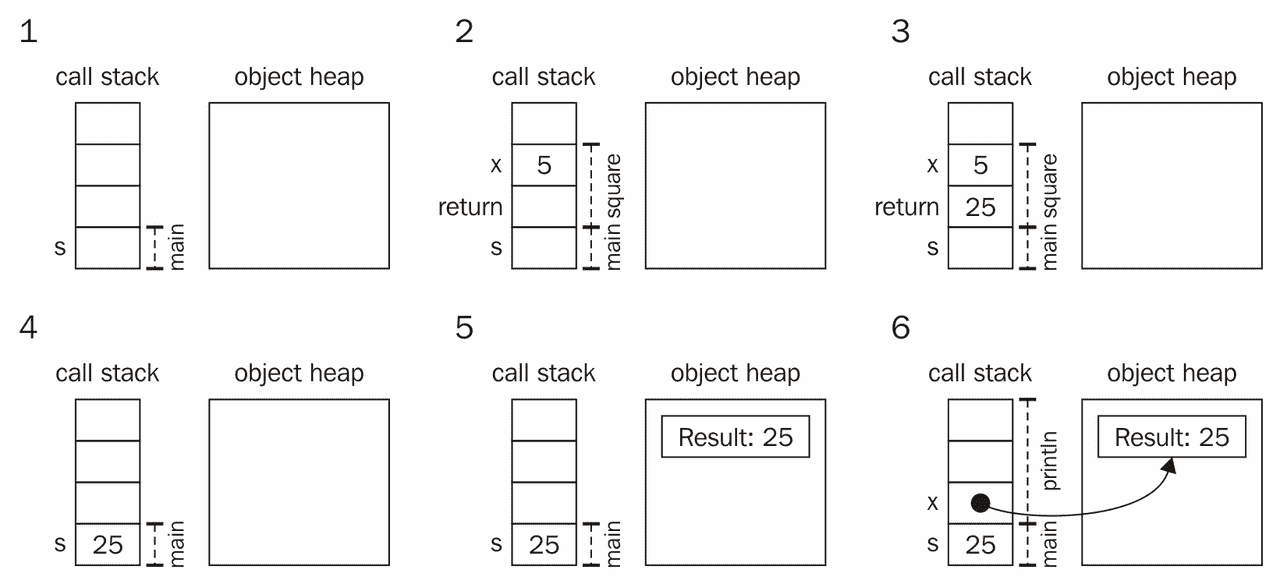 1
call stack
object heap
s
main
2
call stack
object heap
x
5
return
s
main
square
3
call stack
object heap
x
5
return
25
s
main
square
4
call stack
object heap
s
25
main
5
call stack
object heap
Result: 25
s
25
main
6
call stack
object heap
Result: 25
println
x
s
25
main